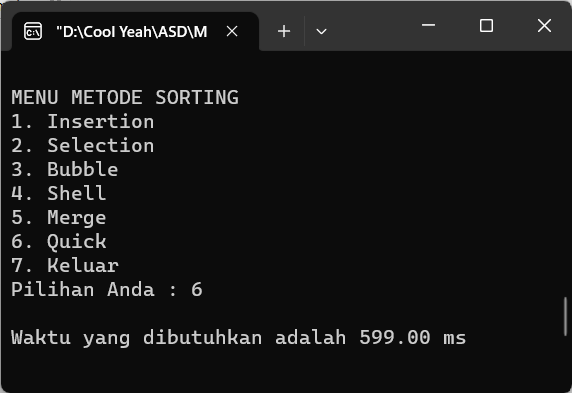 "D:\Cool Yeah\ASD\M
MENU METODE SORTING
1. Insertion
2. Selection
3. Bubble
4. Shell
5. Merge
6. Quick
7. Keluar
Pilihan Anda : 6
Waktu yang dibutuhkan adalah 599.00 ms